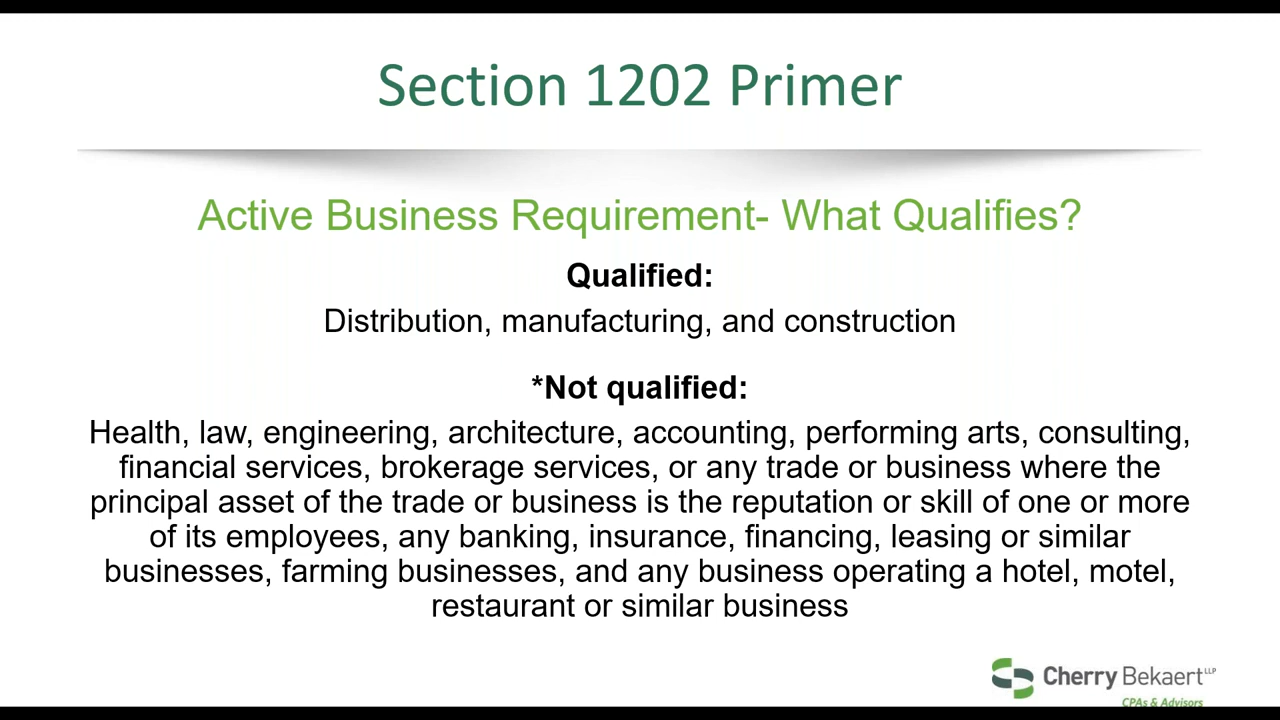 Section 1202 Primer
Active Business Requirement- What Qualifies?
Qualified:
Distribution, manufacturing, and construction
*Not qualified:
Health, law, engineering, architecture, accounting, performing arts, consulting,
financial services, brokerage services, or any trade or business where the
principal asset of the trade or business is the reputation or skill of one or more
of its employees, any banking, insurance, financing, leasing or similar
businesses, farming businesses, and any business operating a hotel, motel,
restaurant or similar business
Cherry Bekaert LLP
CPAs & Advisors